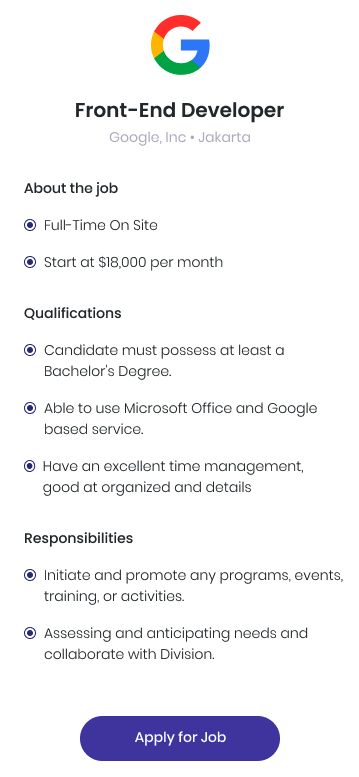 Front-End Developer
Google, Inc • Jakarta
About the job
Full-Time On Site
Start at $18,000 per month
Qualifications
Candidate must possess at least a
Bachelor's Degree.
Able to use Microsoft Office and Google
based service.
Have an excellent time management,
good at organized and details
Responsibilities
Initiate and promote any programs, events,
training, or activities.
Assessing and anticipating needs and
collaborate with Division.
Apply for Job